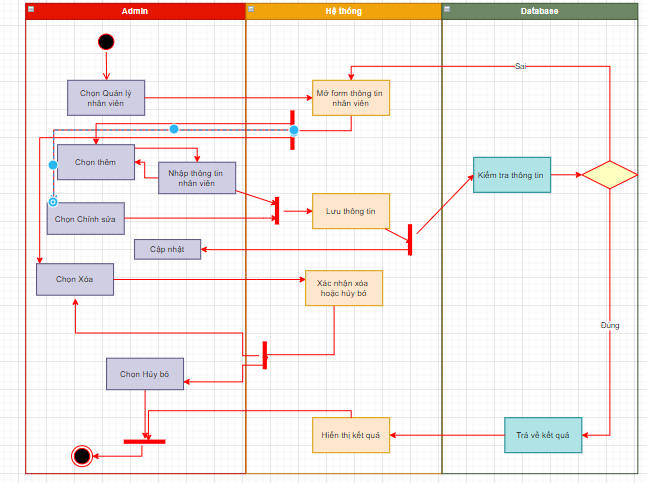 Admin
Hệ thống
Database
Sai
Chọn Quản lý
nhân viên
Mở form thông tin
nhân viên
Chọn thêm
Nhập thông tin
nhân viên
Kiểm tra thông tin
Chọn Chỉnh sửa
Lưu thông tin
Cập nhật
Chọn Xóa
Xác nhận xóa
hoặc hủy bỏ
Đúng
Chọn Hủy bỏ
Hiển thị kết quả
Trả về kết quả